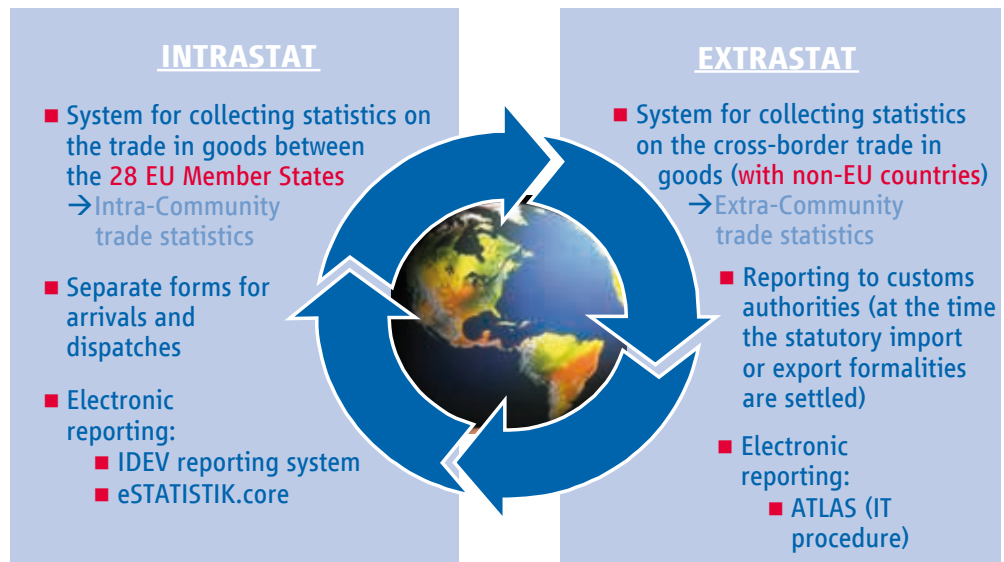 INTRASTAT
■ System for collecting statistics on
the trade in goods between
the 28 EU Member States
→Intra-Community
trade statistics
■ Separate forms for
arrivals and
dispatches
■ Electronic
reporting:
■ IDEV reporting system
■ eSTATISTIK.core
EXTRASTAT
■ System for collecting statistics
on the cross-border trade in
goods (with non-EU countries)
→Extra-Community
trade statistics
■ Reporting to customs
authorities (at the time
the statutory import
or export formalities
are settled)
■ Electronic
reporting:
■ ATLAS (IT
procedure)